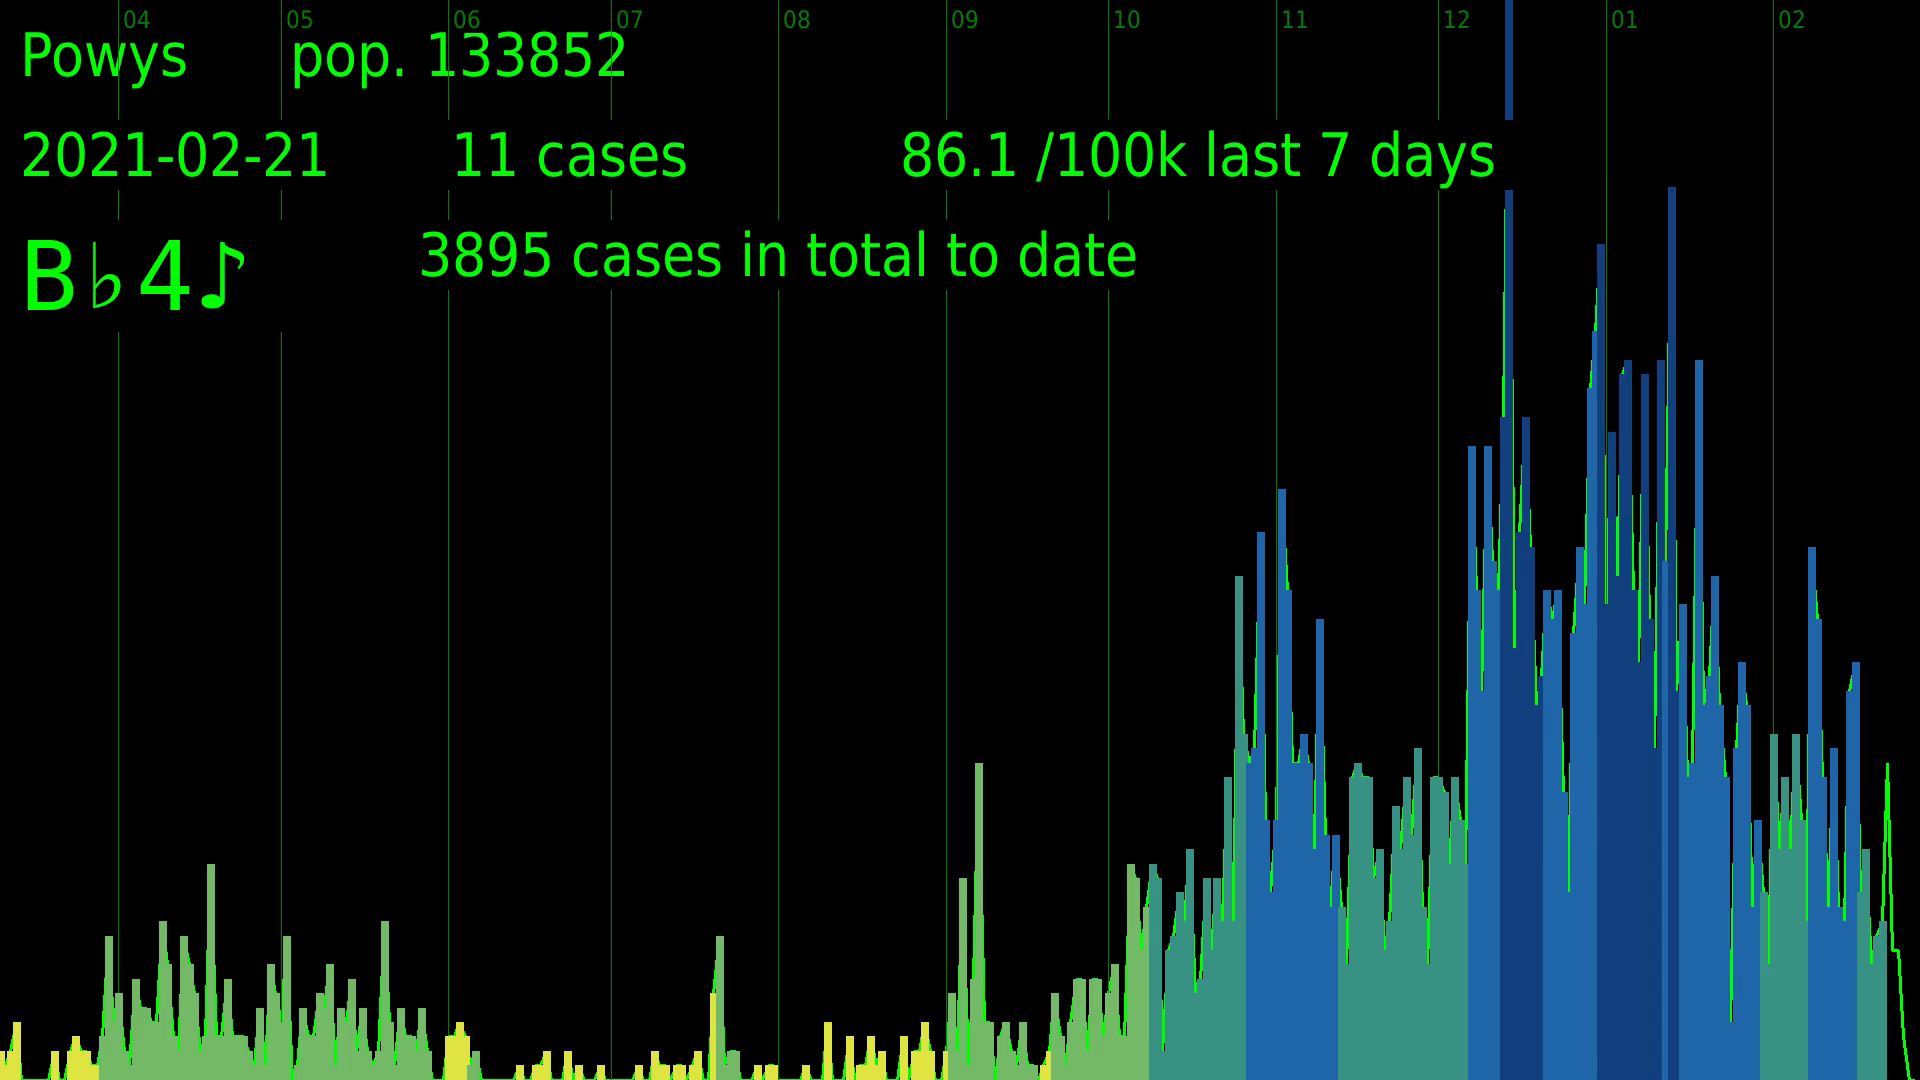 04 05 06 07 08 09 10 11 12 01 02
Powys pop. 133852
2021-02-21 11 cases 86.1 /100k last 7 days
B♭4♪ 3895 cases in total to date